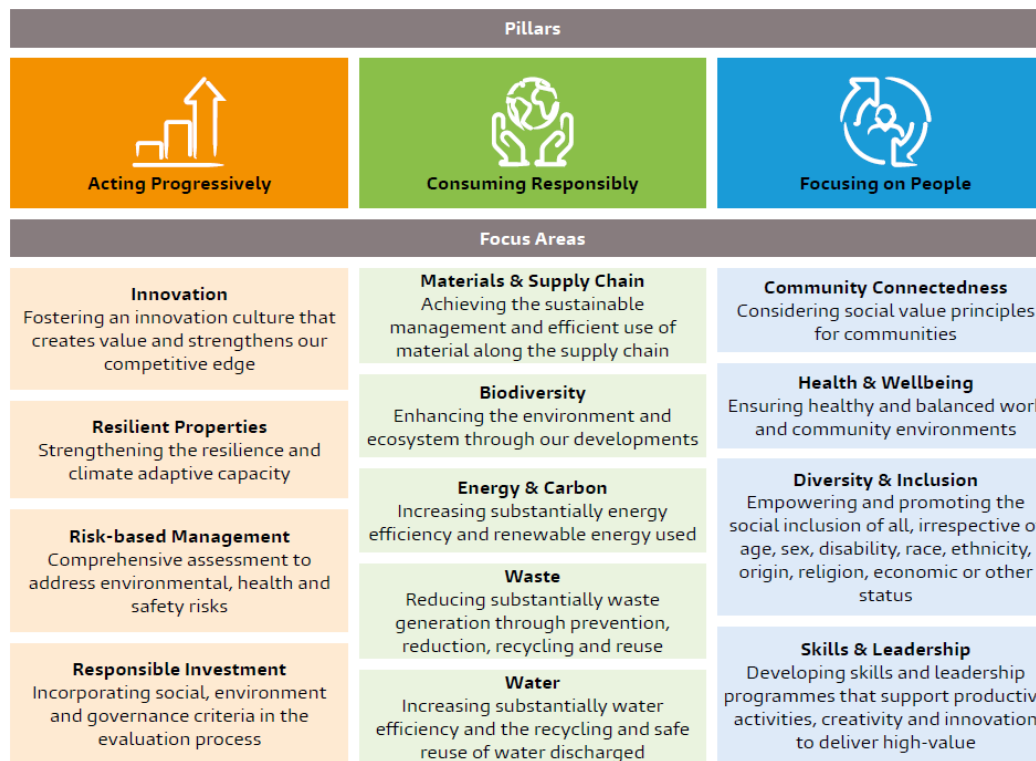 Pillars
Acting Progressively
Consuming Responsibly
Focusing on People
Focus Areas
Innovation
Fostering an innovation culture that
creates value and strengthens our
competitive edge
Resilient Properties
Strengthening the resilience and
climate adaptive capacity
Risk-based Management
Comprehensive assessment to
address environmental, health and
safety risks
Responsible Investment
Incorporating social, environment
and governance criteria in the
evaluation process
Materials & Supply Chain
Achieving the sustainable
management and efficient use of
material along the supply chain
Biodiversity
Enhancing the environment and
ecosystem through our developments
Energy & Carbon
Increasing substantially energy
efficiency and renewable energy used
Waste
Reducing substantially waste
generation through prevention,
reduction, recycling and reuse
Water
Increasing substantially water
efficiency and the recycling and safe
reuse of water discharged
Community Connectedness
Considering social value principles
for communities
Health & Wellbeing
Ensuring healthy and balanced work
and community environments
Diversity & Inclusion
Empowering and promoting the
social inclusion of all, irrespective o
age, sex, disability, race, ethnicity,
origin, religion, economic or other
status
Skills & Leadership
Developing skills and leadership
programmes that support productiv
activities, creativity and innovation
to deliver high-value